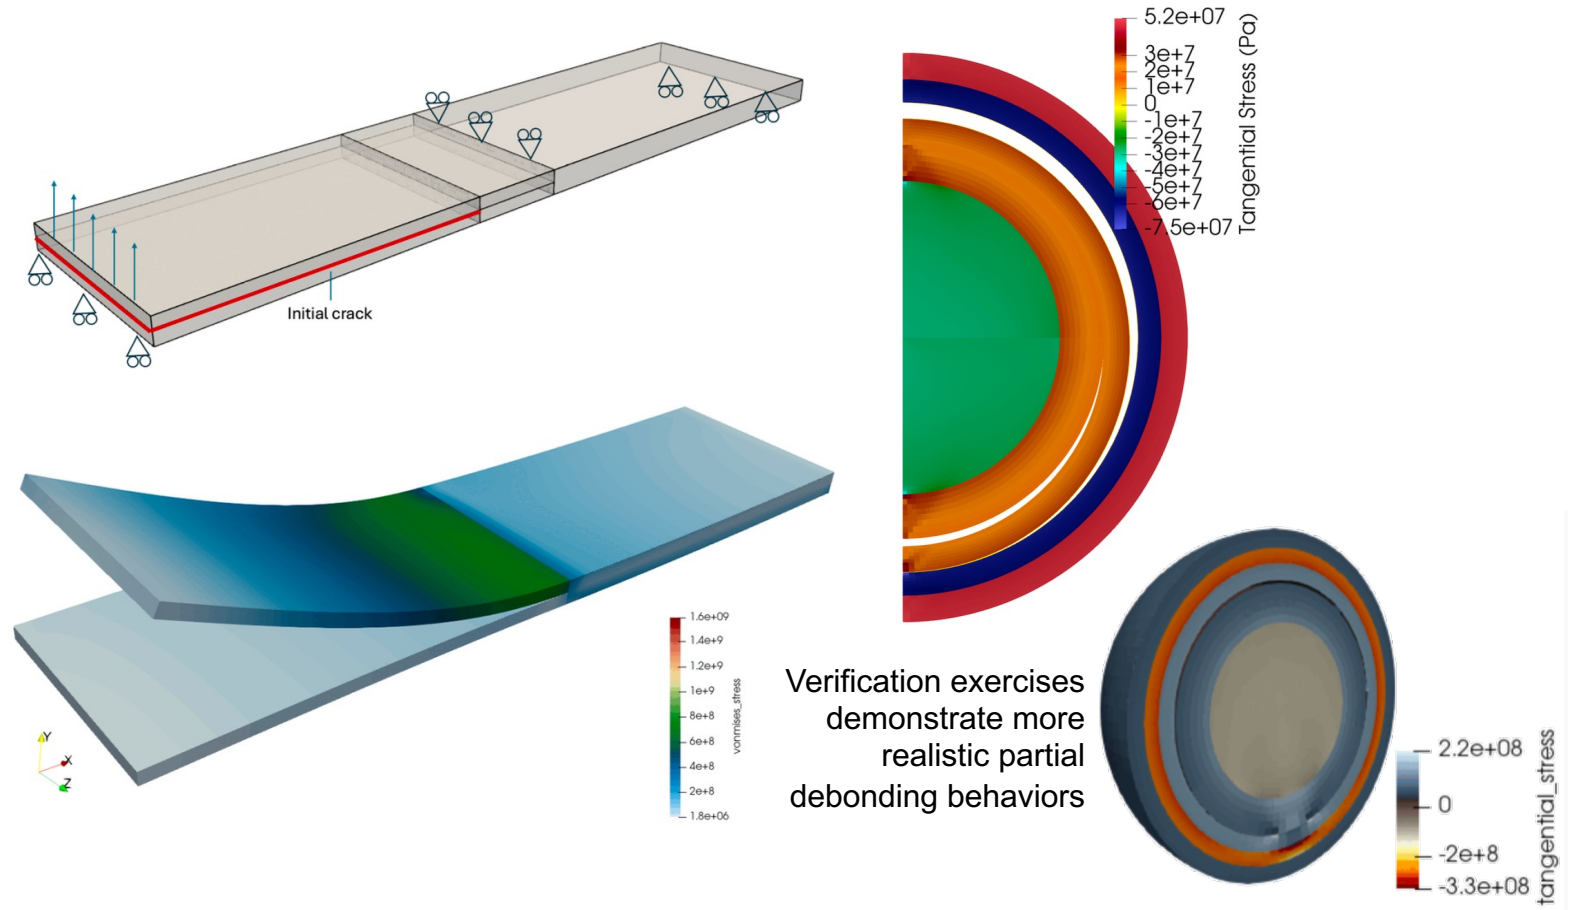 Initial crack
5.2e+07
3e+7
2e+7
1e+7
0
-1e+7
-2e+7
-3e+7
-4e+7
-5e+7
-6e+7
-7.5e+07
Tangential Stress (Pa)
1.6e+09
1.4e+9
1.2e+9
1e+9
8e+8
6e+8
4e+8
2e+8
1.8e+06
vonmises_stress
Y
X
Z
Verification exercises
demonstrate more
realistic partial
debonding behaviors
2.2e+08
0
-2e+8
-3.3e+08
tangential_stress